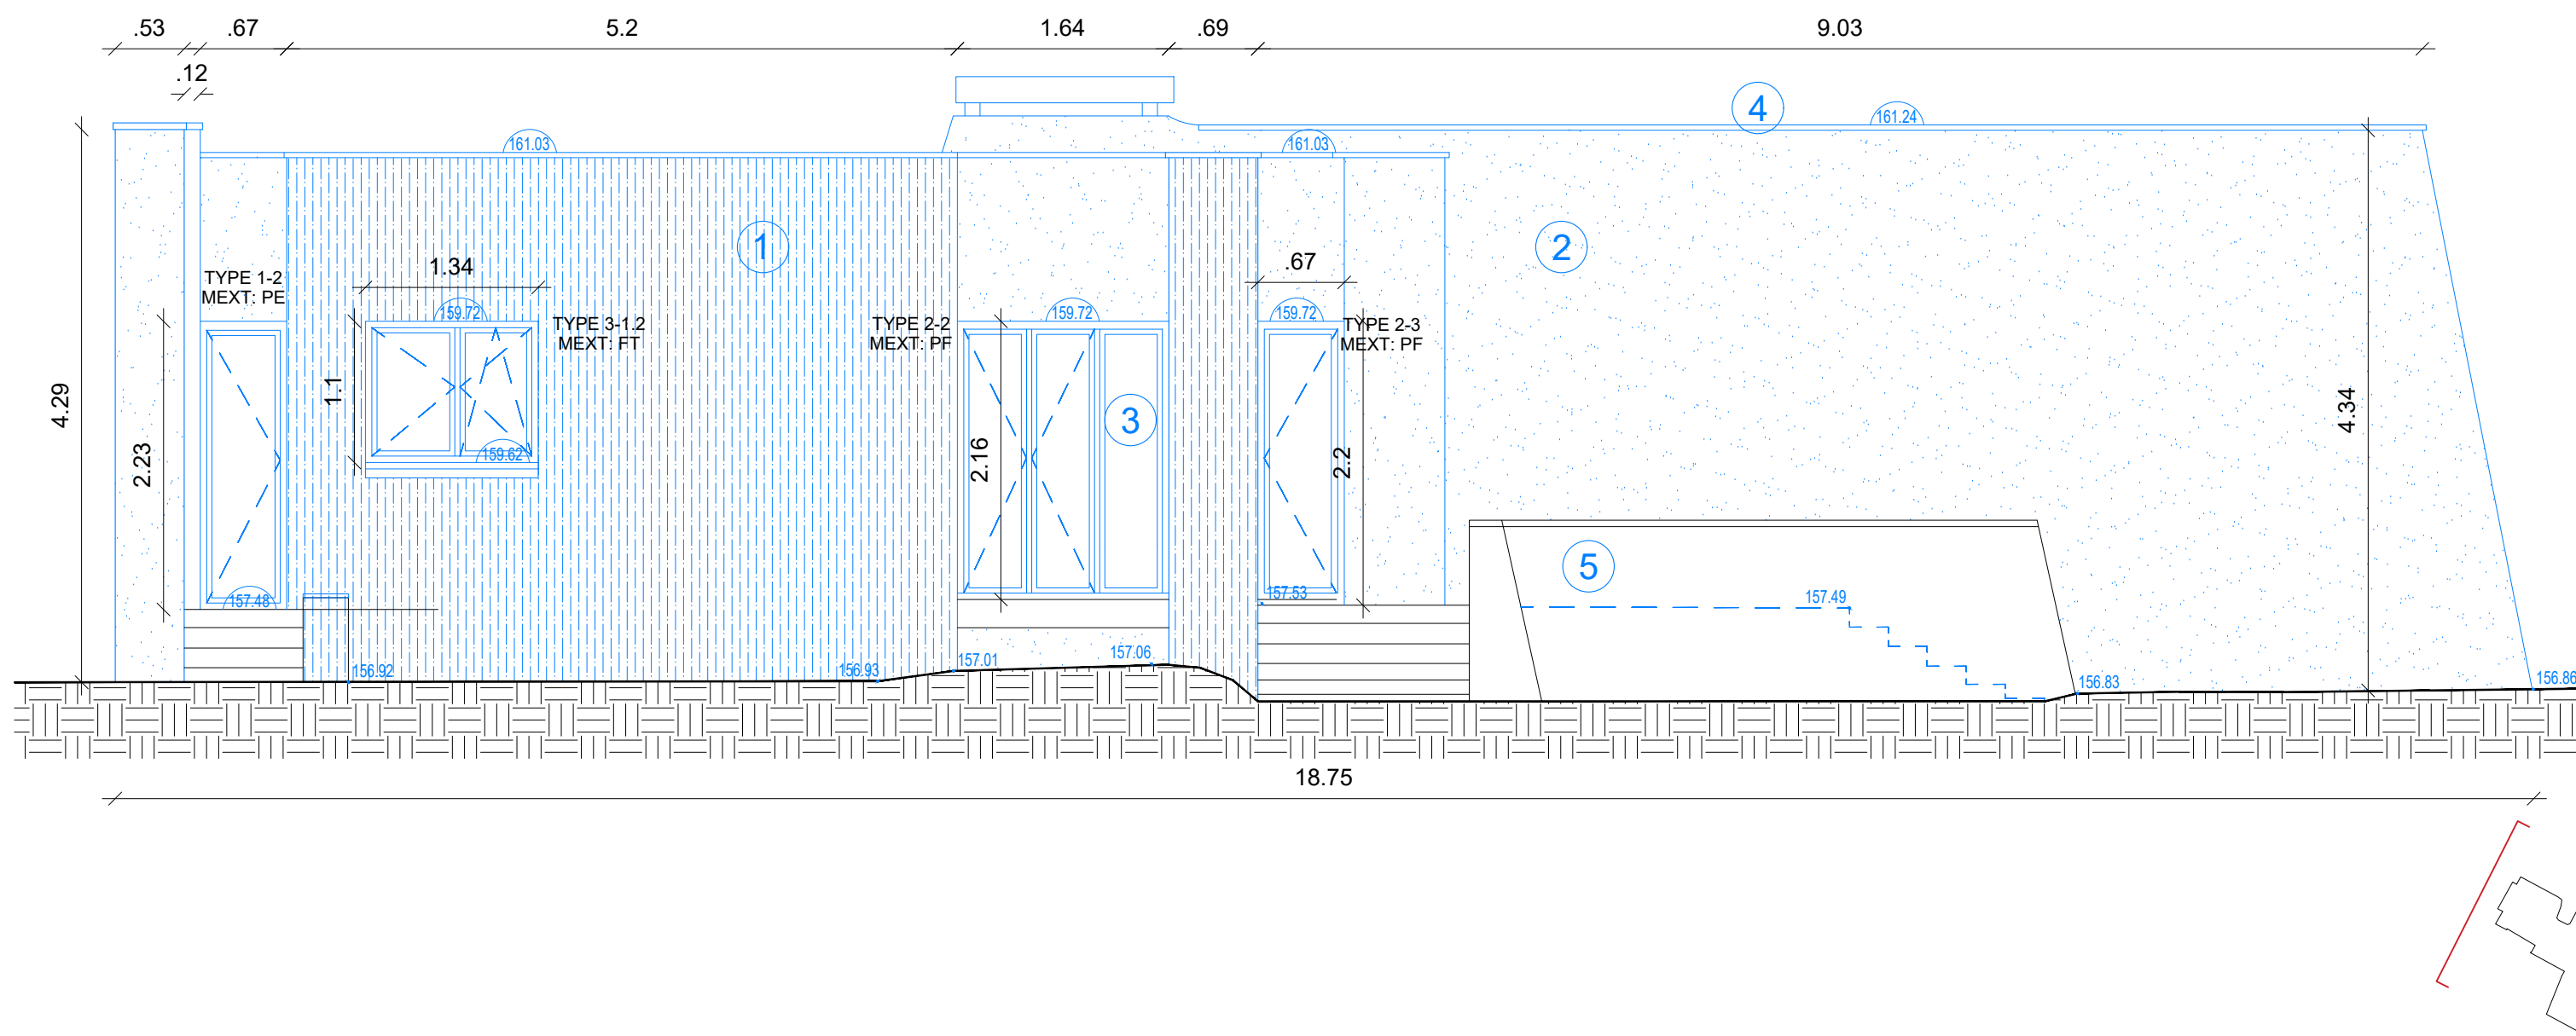 .53 .67 5.2 1.64 .69 9.03
.12
4
161.24
161.03 161.03
1 2
.67
1.34
TYPE 1-2
MEXT: PE
159.72 159.72 159.72
TYPE 3-1.2
MEXT: FT
TYPE 2-2
MEXT: PF
TYPE 2-3
MEXT: PF
1.1
4.29
4.34
3
2.23
159.62
2.16
2.2
5
157.48
157.53
157.49
156.92
156.93
157.01
157.06
156.83
156.86
18.75